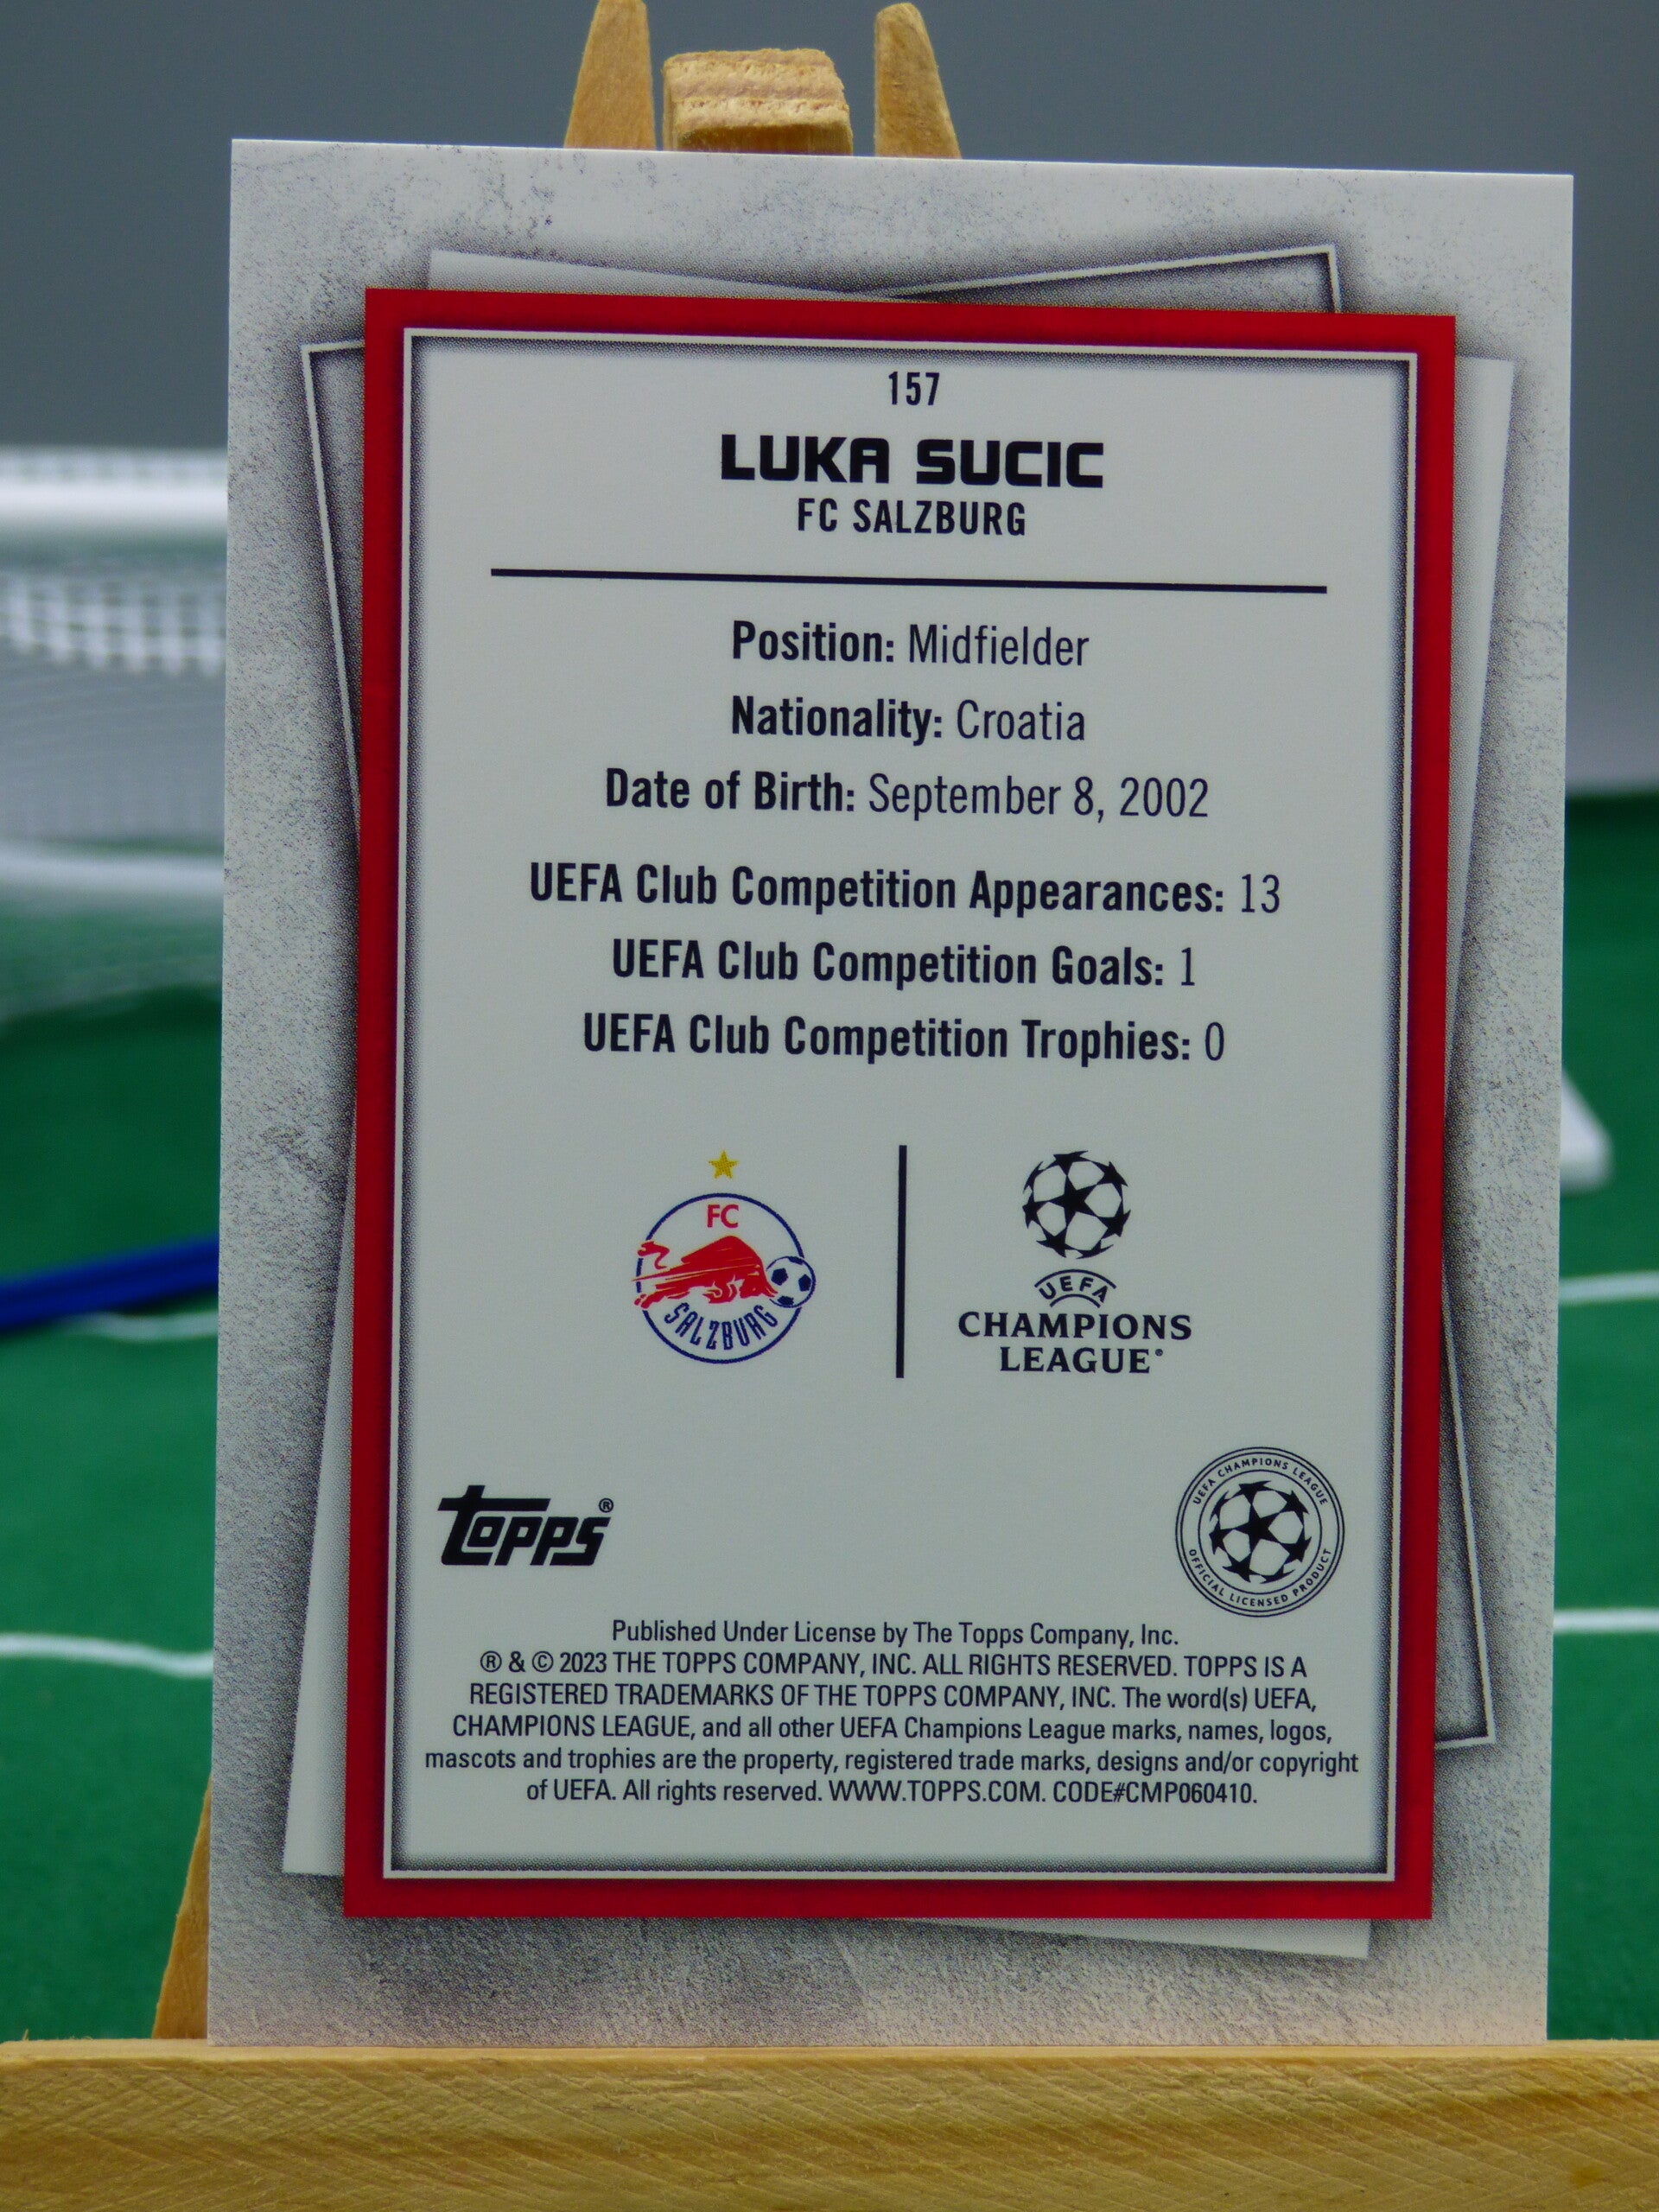 157
LUKA SUCIC
FC SALZBURG
Position: Midfielder
Nationality: Croatia
Date of Birth: September 8, 2002
UEFA Club Competition Appearances: 13
UEFA Club Competition Goals: 1
UEFA Club Competition Trophies: 0
FC
SALZBURG
UEFA
CHAMPIONS
LEAGUE®
Topps®
UEFA CHAMPIONS LEAGUE
OFFICIAL LICENSED PRODUCT
Published Under License by The Topps Company, Inc.
® & © 2023 THE TOPPS COMPANY, INC. ALL RIGHTS RESERVED. TOPPS IS A
REGISTERED TRADEMARKS OF THE TOPPS COMPANY, INC. The word(s) UEFA,
CHAMPIONS LEAGUE, and all other UEFA Champions League marks, names, logos,
mascots and trophies are the property, registered trade marks, designs and/or copyright
of UEFA. All rights reserved. WWW.TOPPS.COM. CODE#CMP060410.